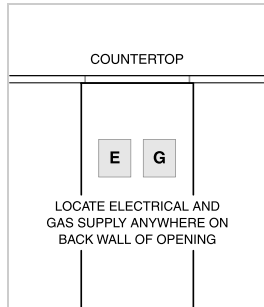 COUNTERTOP
E G
LOCATE ELECTRICAL AND
GAS SUPPLY ANYWHERE ON
BACK WALL OF OPENING